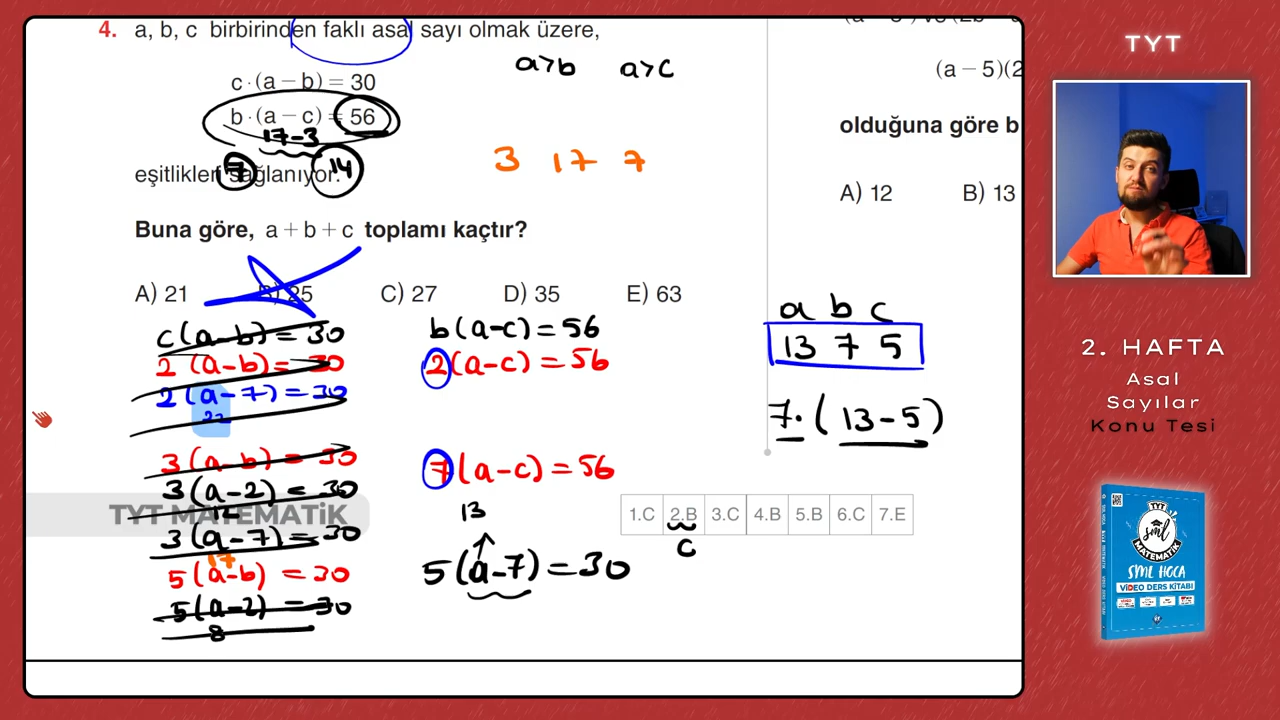 4. a, b, c birbirinden faklı asal sayı olmak üzere,
a>b a>c
c·(a − b) = 30
b·(a − c) = 56
17-3
7 14
eşitlikleri sağlanıyor.
3 17 7
Buna göre, a + b + c toplamı kaçtır?
A) 21 B) 25 C) 27 D) 35 E) 63
c(a-b) = 30
2(a-b) = 30
2(a-7) = 30
3(a-b) = 30
3(a-2) = 30
12
3(a-7) = 30
17
5(a-b) = 30
5(a-2) = 30
8
b(a-c) = 56
2(a-c) = 56
7(a-c) = 56
13
5(a-7) = 30
TYT MATEMATİK
1.C 2.B 3.C 4.B 5.B 6.C 7.E
C
(a − 5)(2
olduğuna göre b
A) 12 B) 13
a b c
13 7 5
7·(13-5)
TYT
2. HAFTA
Asal
Sayılar
Konu Tesi
TYT
SML
MATEMATİK
SML HOCA
VİDEO DERS KİTABI